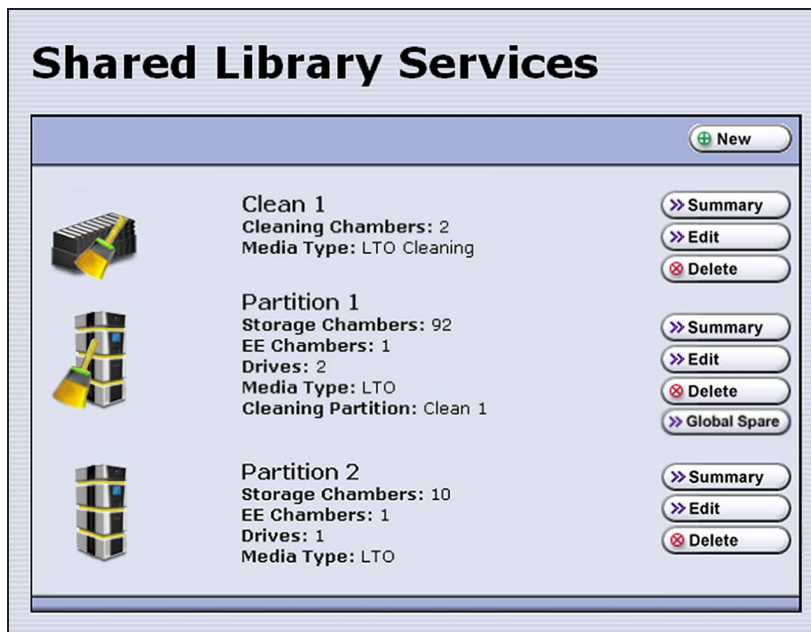 Shared Library Services
New
Clean 1
Cleaning Chambers: 2
Media Type: LTO Cleaning
Summary
Edit
Delete
Partition 1
Storage Chambers: 92
EE Chambers: 1
Drives: 2
Media Type: LTO
Cleaning Partition: Clean 1
Summary
Edit
Delete
Global Spare
Partition 2
Storage Chambers: 10
EE Chambers: 1
Drives: 1
Media Type: LTO
Summary
Edit
Delete